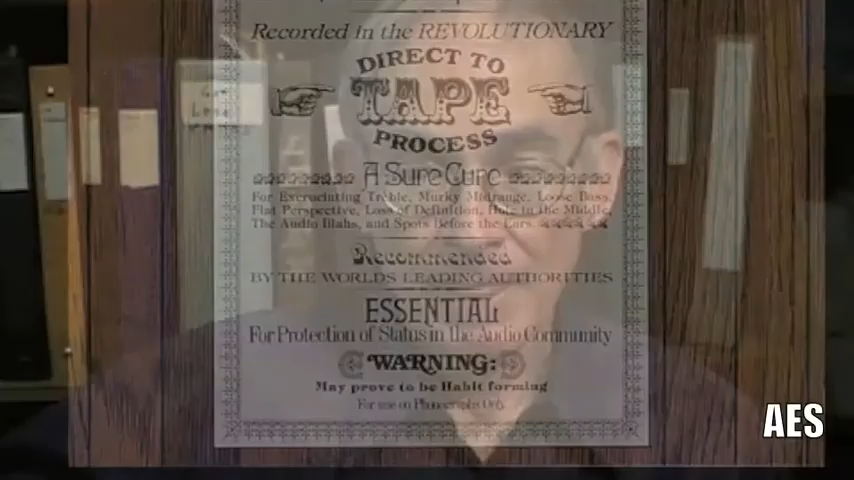 Recorded in the REVOLUTIONARY
DIRECT TO
TAPE
PROCESS
A Sure Cure
For Excruciating Treble, Murky Midrange, Loose Bass,
Flat Perspective, Loss of Definition, Hole in the Middle,
The Audio Blahs, and Spots Before the Ears.
Recommended
BY THE WORLDS LEADING AUTHORITIES
ESSENTIAL
For Protection of Status in the Audio Community
WARNING:
May prove to be Habit forming
For use on Phonographs Only.
AES